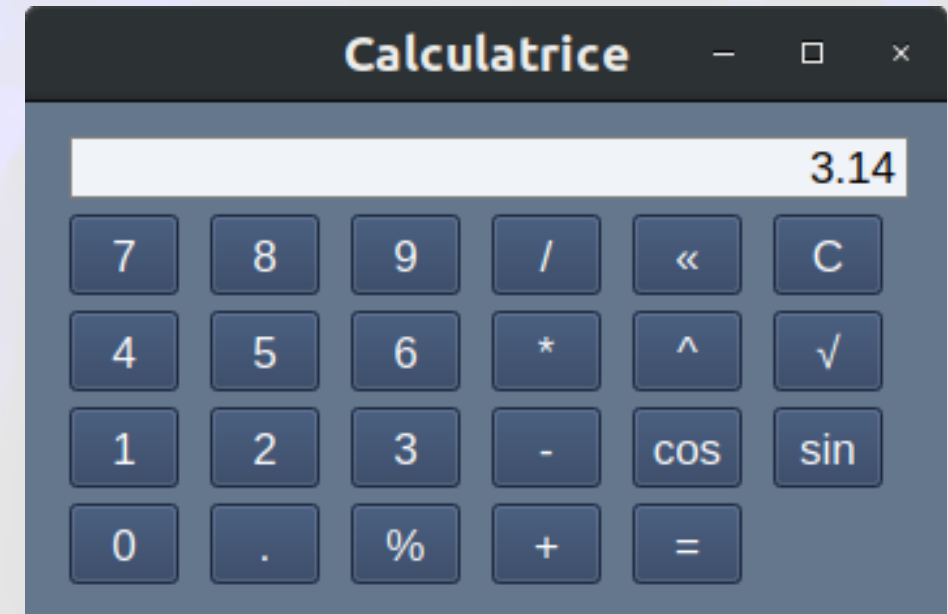 Calculatrice
3.14
7 8 9 / « C
4 5 6 * ^ √
1 2 3 - cos sin
0 . % + =